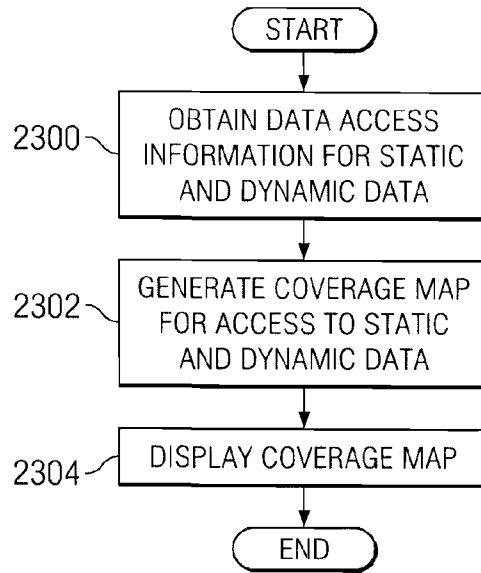 START
2300
OBTAIN DATA ACCESS
INFORMATION FOR STATIC
AND DYNAMIC DATA
2302
GENERATE COVERAGE MAP
FOR ACCESS TO STATIC
AND DYNAMIC DATA
2304
DISPLAY COVERAGE MAP
END